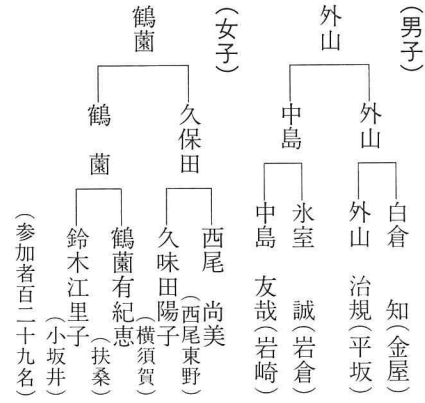 (男子)
外山
外山
中島
白倉 知(金屋)
外山 治規(平坂)
氷室 誠(岩倉)
中島 友哉(岩崎)
(女子)
鶴薗
久保田
鶴薗
西尾 尚美(西尾東野)
久味田陽子(横須賀)
鶴薗有紀恵(扶桑)
鈴木江里子(小坂井)
(参加者百二十九名)